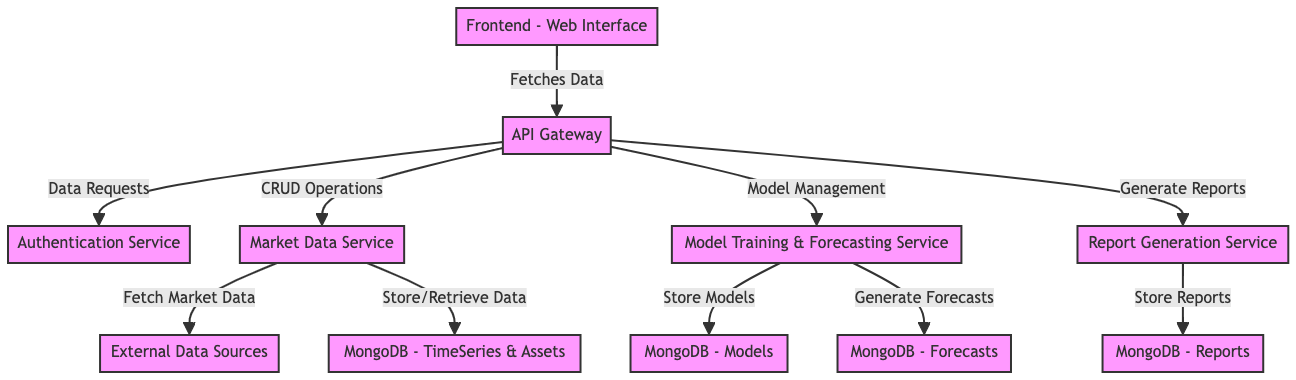 Frontend - Web Interface
Fetches Data
API Gateway
Data Requests
CRUD Operations
Model Management
Generate Reports
Authentication Service
Market Data Service
Model Training & Forecasting Service
Report Generation Service
Fetch Market Data
Store/Retrieve Data
Store Models
Generate Forecasts
Store Reports
External Data Sources
MongoDB - TimeSeries & Assets
MongoDB - Models
MongoDB - Forecasts
MongoDB - Reports